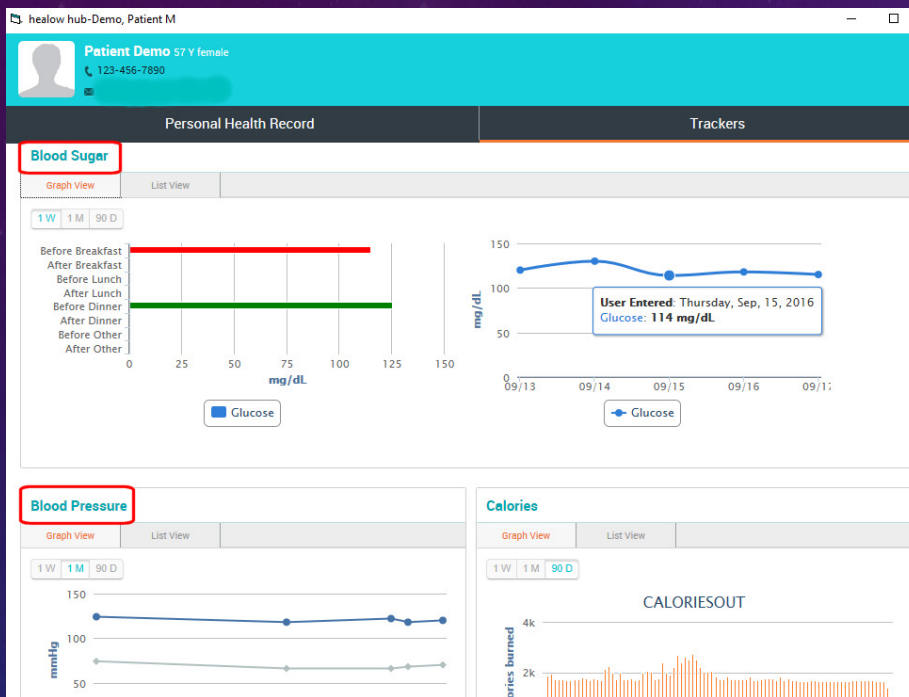 healow hub-Demo, Patient M
Patient Demo 57 Y female
123-456-7890
Personal Health Record
Trackers
Blood Sugar
Graph View
List View
1 W 1 M 90 D
Before Breakfast
After Breakfast
Before Lunch
After Lunch
Before Dinner
After Dinner
Before Other
After Other
0 25 50 75 100 125 150
mg/dL
Glucose
150
100
50
0
mg/dL
User Entered: Thursday, Sep, 15, 2016
Glucose: 114 mg/dL
09/13 09/14 09/15 09/16
Glucose
Blood Pressure
Graph View
List View
1 W 1 M 90 D
150
100
50
mmHg
Calories
Graph View
List View
1 W 1 M 90 D
CALORIESOUT
4k
2k
burned